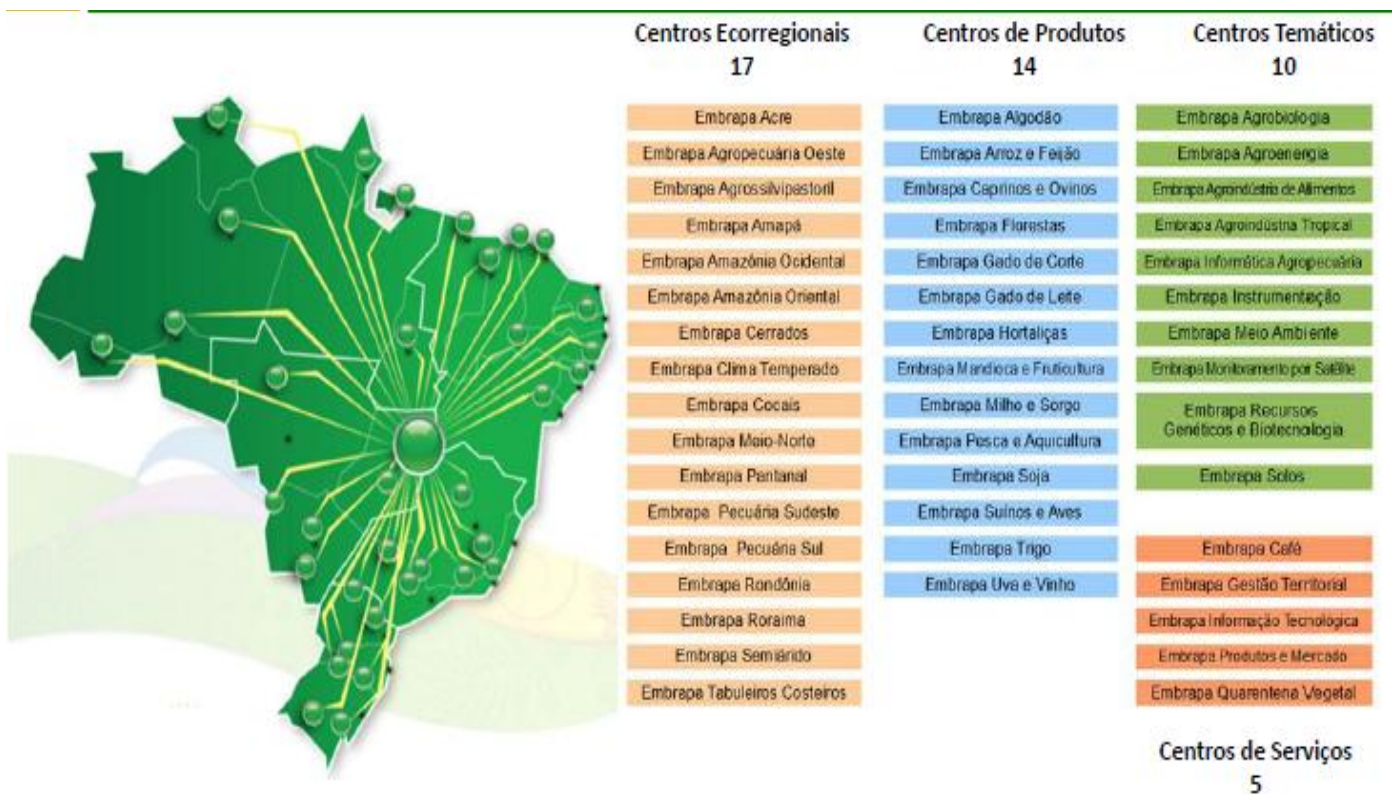 Centros Ecorregionais
17
Embrapa Acre
Embrapa Agropecuária Oeste
Embrapa Agrossilvipastoril
Embrapa Amapá
Embrapa Amazônia Ocidental
Embrapa Amazônia Oriental
Embrapa Cerrados
Embrapa Clima Temperado
Embrapa Cocais
Embrapa Meio-Norte
Embrapa Pantanal
Embrapa Pecuária Sudeste
Embrapa Pecuária Sul
Embrapa Rondônia
Embrapa Roraima
Embrapa Semiárido
Embrapa Tabuleiros Costeiros
Centros de Produtos
14
Embrapa Algodão
Embrapa Arroz e Feijão
Embrapa Caprinos e Ovinos
Embrapa Florestas
Embrapa Gado de Corte
Embrapa Gado de Leite
Embrapa Hortaliças
Embrapa Mandioca e Fruticultura
Embrapa Milho e Sorgo
Embrapa Pesca e Aquicultura
Embrapa Soja
Embrapa Suínos e Aves
Embrapa Trigo
Embrapa Uva e Vinho
Centros Temáticos
10
Embrapa Agrobiologia
Embrapa Agroenergia
Embrapa Agroindústria de Alimentos
Embrapa Agroindústria Tropical
Embrapa Informática Agropecuária
Embrapa Instrumentação
Embrapa Meio Ambiente
Embrapa Monitoramento por Satélite
Embrapa Recursos
Genéticos e Biotecnologia
Embrapa Solos
Embrapa Café
Embrapa Gestão Territorial
Embrapa Informação Tecnológica
Embrapa Produtos e Mercado
Embrapa Quarentena Vegetal
Centros de Serviços
5